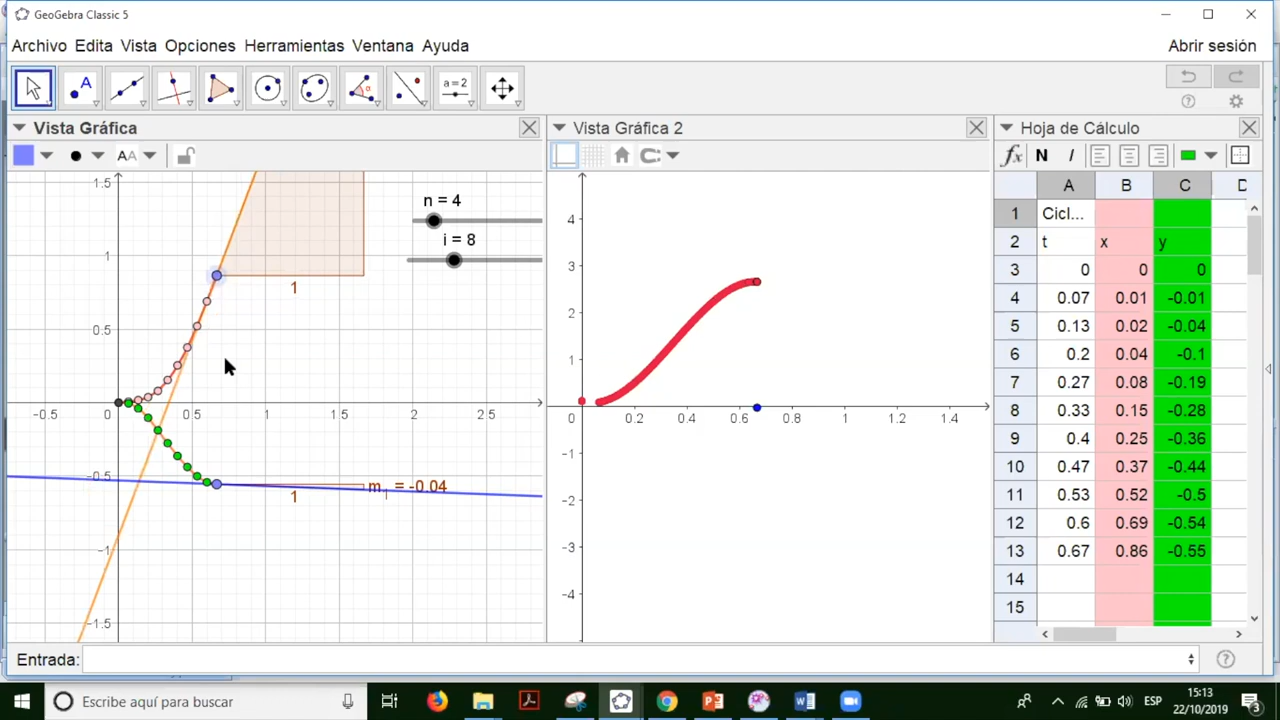 GeoGebra Classic 5
Archivo Edita Vista Opciones Herramientas Ventana Ayuda
Abrir sesión
A
α
a=2
Vista Gráfica
Vista Gráfica 2
Hoja de Cálculo
AA
fx N I
1.5
1
0.5
-0.5 0 0.5 1 1.5 2 2.5
-0.5
-1
-1.5
n = 4
i = 8
1
1
m = -0.04
4
3
2
1
0 0.2 0.4 0.6 0.8 1 1.2 1.4
-1
-2
-3
-4
A B C D
1 Cicl...
2 t x y
3 0 0 0
4 0.07 0.01 -0.01
5 0.13 0.02 -0.04
6 0.2 0.04 -0.1
7 0.27 0.08 -0.19
8 0.33 0.15 -0.28
9 0.4 0.25 -0.36
10 0.47 0.37 -0.44
11 0.53 0.52 -0.5
12 0.6 0.69 -0.54
13 0.67 0.86 -0.55
14
15
Entrada:
Escribe aquí para buscar
ESP
15:13
22/10/2019
3